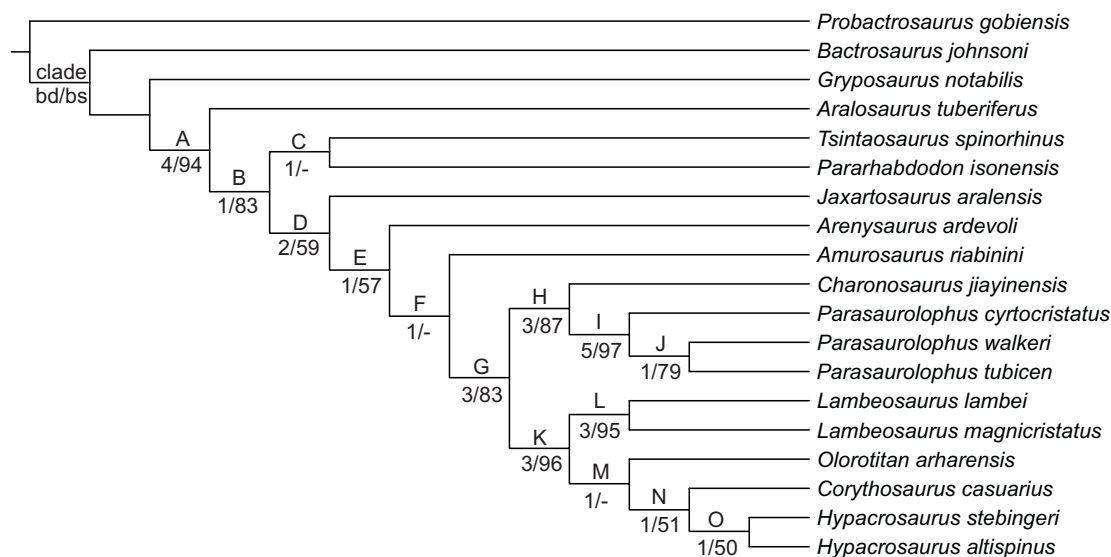 Probactrosaurus gobiensis
Bactrosaurus johnsoni
clade
bd/bs
Gryposaurus notabilis
Aralosaurus tuberiferus
A
4/94
Tsintaosaurus spinorhinus
C
1/-
Pararhabdodon isonensis
B
1/83
Jaxartosaurus aralensis
D
2/59
Arenysaurus ardevoli
E
1/57
Amurosaurus riabinini
F
1/-
Charonosaurus jiayinensis
H
3/87
Parasaurolophus cyrtocristatus
I
5/97
Parasaurolophus walkeri
J
1/79
Parasaurolophus tubicen
G
3/83
Lambeosaurus lambei
L
3/95
Lambeosaurus magnicristatus
K
3/96
Olorotitan arharensis
M
1/-
Corythosaurus casuarius
N
1/51
Hypacrosaurus stebingeri
O
1/50
Hypacrosaurus altispinus